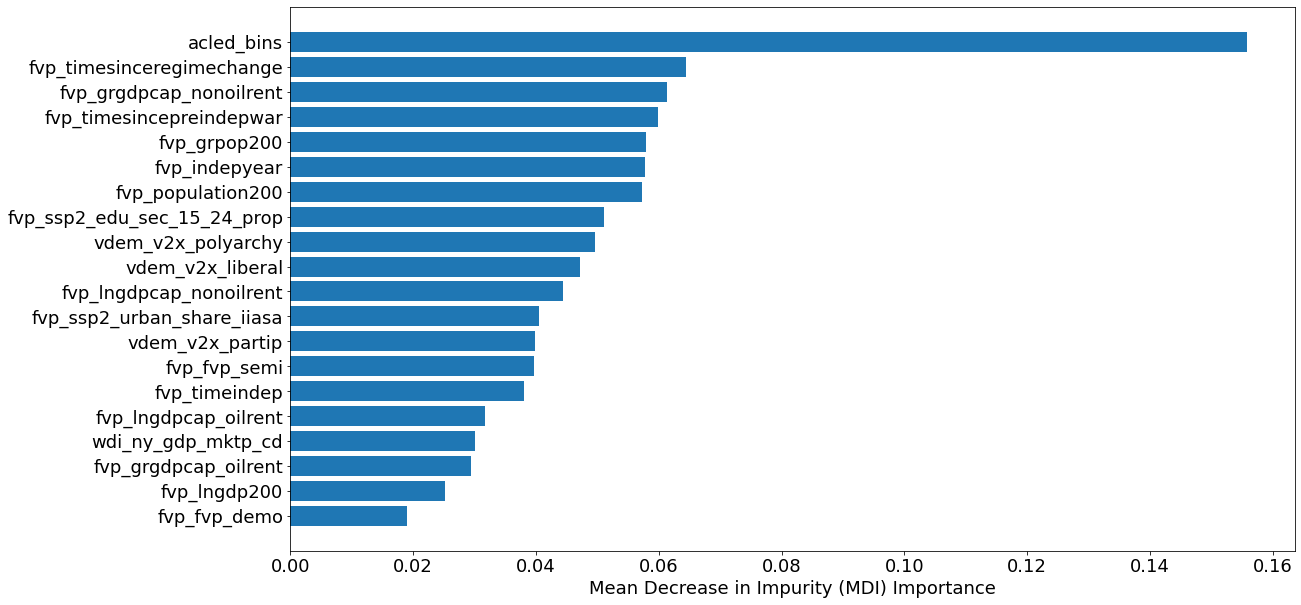 acled_bins
fvp_timesinceregimechange
fvp_grgdpcap_nonoilrent
fvp_timesincepreindepwar
fvp_grpop200
fvp_indepyear
fvp_population200
fvp_ssp2_edu_sec_15_24_prop
vdem_v2x_polyarchy
vdem_v2x_liberal
fvp_lngdpcap_nonoilrent
fvp_ssp2_urban_share_iiasa
vdem_v2x_partip
fvp_fvp_semi
fvp_timeindep
fvp_lngdpcap_oilrent
wdi_ny_gdp_mktp_cd
fvp_grgdpcap_oilrent
fvp_lngdp200
fvp_fvp_demo
0.00 0.02 0.04 0.06 0.08 0.10 0.12 0.14 0.16
Mean Decrease in Impurity (MDI) Importance